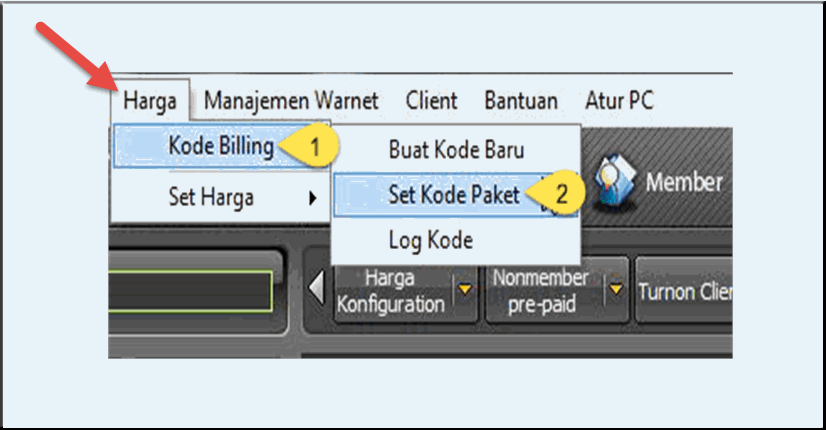 Harga Manajemen Warnet Client Bantuan Atur PC
Kode Billing 1
Buat Kode Baru
Set Harga
Set Kode Paket 2
Log Kode
Member
Harga
Konfiguration
Nonmember
pre-paid
Turnon Clier